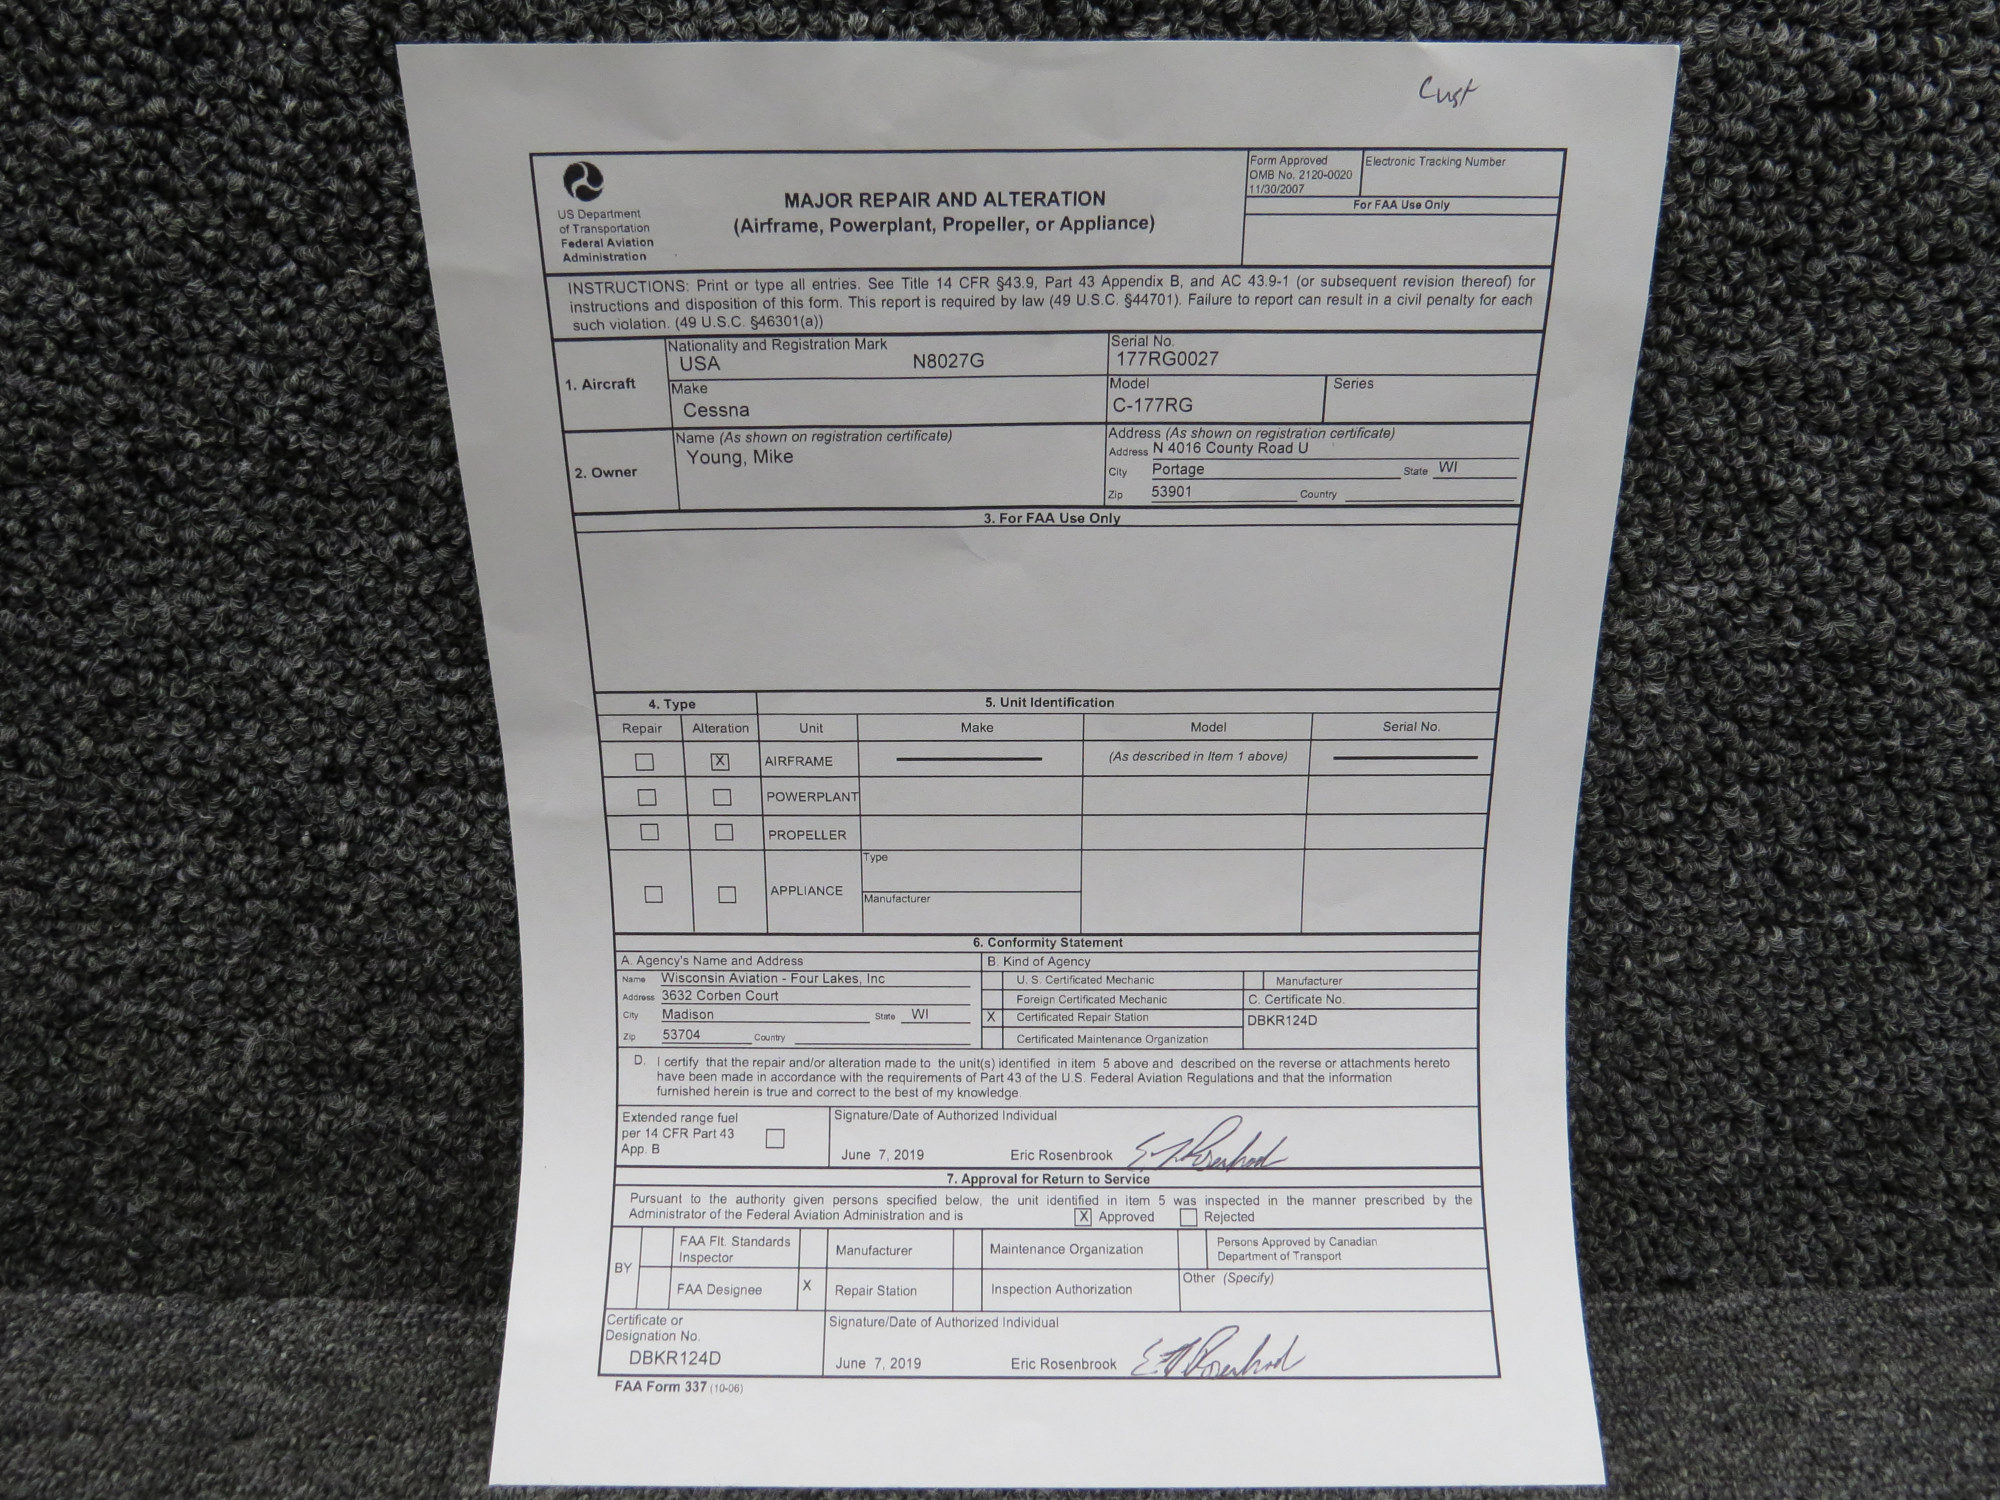 Cust
Form Approved
OMB No. 2120-0020
11/30/2007
Electronic Tracking Number
For FAA Use Only
US Department
of Transportation
Federal Aviation
Administration
MAJOR REPAIR AND ALTERATION
(Airframe, Powerplant, Propeller, or Appliance)
INSTRUCTIONS: Print or type all entries. See Title 14 CFR §43.9, Part 43 Appendix B, and AC 43.9-1 (or subsequent revision thereof) for
instructions and disposition of this form. This report is required by law (49 U.S.C. §44701). Failure to report can result in a civil penalty for each
such violation. (49 U.S.C. §46301(a))
1. Aircraft
Nationality and Registration Mark
USA N8027G
Serial No.
177RG0027
Make
Cessna
Model
C-177RG
Series
2. Owner
Name (As shown on registration certificate)
Young, Mike
Address (As shown on registration certificate)
Address N 4016 County Road U
City Portage State WI
Zip 53901 Country
3. For FAA Use Only
4. Type 5. Unit Identification
Repair Alteration Unit Make Model Serial No.
X AIRFRAME (As described in Item 1 above)
POWERPLANT
PROPELLER
APPLIANCE
Type
Manufacturer
6. Conformity Statement
A. Agency's Name and Address
Name Wisconsin Aviation - Four Lakes, Inc
Address 3632 Corben Court
City Madison State WI
Zip 53704 Country
B. Kind of Agency
U. S. Certificated Mechanic Manufacturer
Foreign Certificated Mechanic C. Certificate No.
X Certificated Repair Station DBKR124D
Certificated Maintenance Organization
D. I certify that the repair and/or alteration made to the unit(s) identified in item 5 above and described on the reverse or attachments hereto
have been made in accordance with the requirements of Part 43 of the U.S. Federal Aviation Regulations and that the information
furnished herein is true and correct to the best of my knowledge.
Extended range fuel
per 14 CFR Part 43
App. B
Signature/Date of Authorized Individual
June 7, 2019 Eric Rosenbrook
7. Approval for Return to Service
Pursuant to the authority given persons specified below, the unit identified in item 5 was inspected in the manner prescribed by the
Administrator of the Federal Aviation Administration and is X Approved Rejected
BY
FAA Flt. Standards
Inspector
Manufacturer
Maintenance Organization
Persons Approved by Canadian
Department of Transport
FAA Designee
X Repair Station
Inspection Authorization
Other (Specify)
Certificate or
Designation No.
DBKR124D
Signature/Date of Authorized Individual
June 7, 2019 Eric Rosenbrook
FAA Form 337 (10-06)